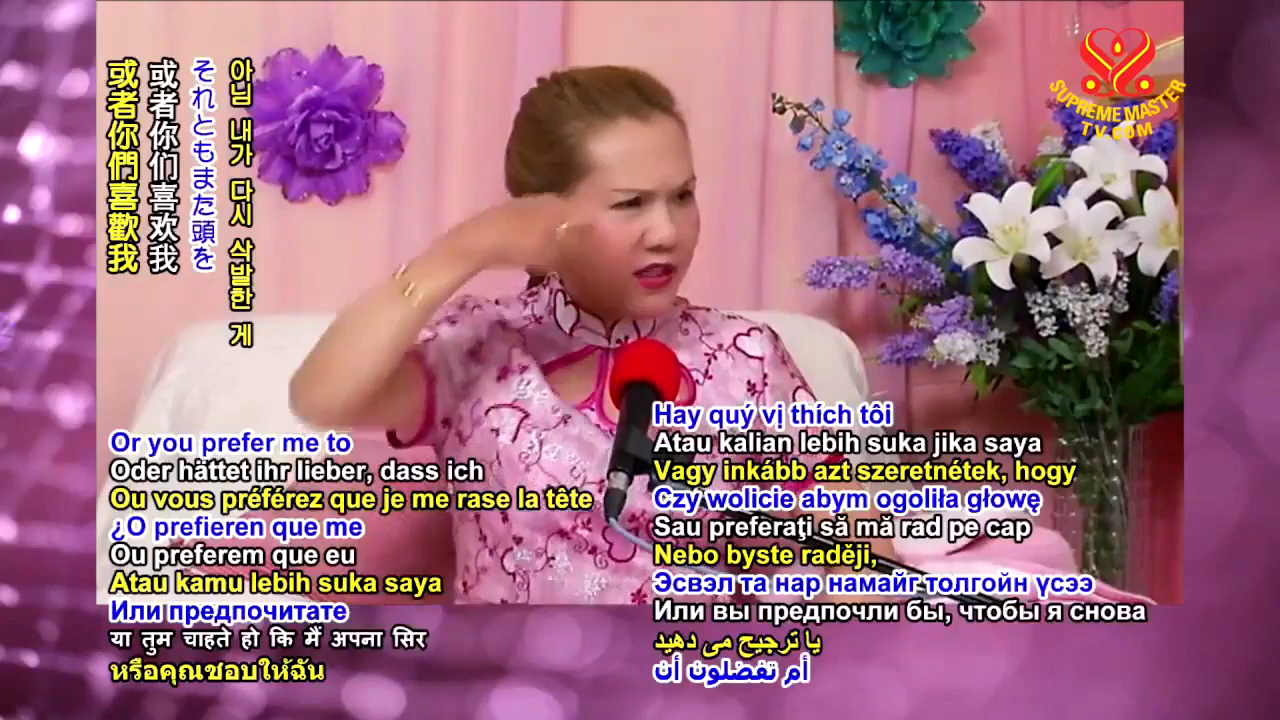 SUPREME MASTER
TV.COM
아님 내가 다시 삭발한 게
それともまた頭を
或者你们喜欢我
或者你們喜歡我
Or you prefer me to
Oder hättet ihr lieber, dass ich
Ou vous préférez que je me rase la tête
¿O prefieren que me
Ou preferem que eu
Atau kamu lebih suka saya
Или предпочитате
या तुम चाहते हो कि मैं अपना सिर
หรือคุณชอบให้ฉัน
Hay quý vị thích tôi
Atau kalian lebih suka jika saya
Vagy inkább azt szeretnétek, hogy
Czy wolicie abym ogoliła głowę
Sau preferaţi să mă rad pe cap
Nebo byste raději,
Эсвэл та нар намайг толгойн үсээ
Или вы предпочли бы, чтобы я снова
یا ترجیح می دهید
أم تفضلون أن